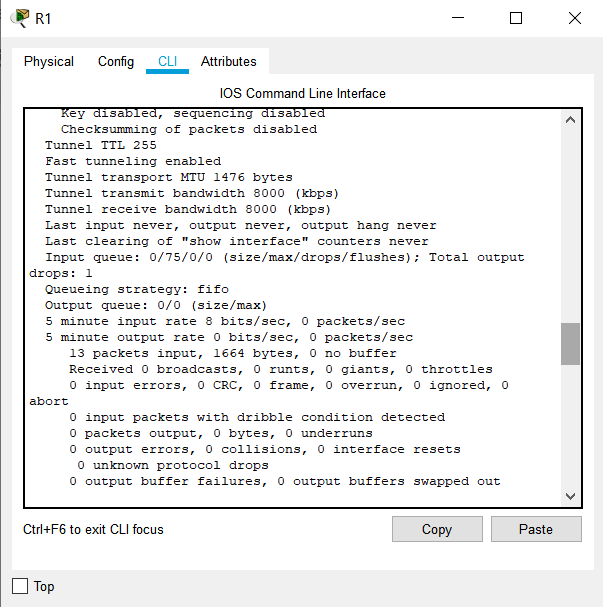 R1
Physical Config CLI Attributes
IOS Command Line Interface
Key disabled, sequencing disabled
Checksumming of packets disabled
Tunnel TTL 255
Fast tunneling enabled
Tunnel transport MTU 1476 bytes
Tunnel transmit bandwidth 8000 (kbps)
Tunnel receive bandwidth 8000 (kbps)
Last input never, output never, output hang never
Last clearing of "show interface" counters never
Input queue: 0/75/0/0 (size/max/drops/flushes); Total output
drops: 1
Queueing strategy: fifo
Output queue: 0/0 (size/max)
5 minute input rate 8 bits/sec, 0 packets/sec
5 minute output rate 0 bits/sec, 0 packets/sec
13 packets input, 1664 bytes, 0 no buffer
Received 0 broadcasts, 0 runts, 0 giants, 0 throttles
0 input errors, 0 CRC, 0 frame, 0 overrun, 0 ignored, 0
abort
0 input packets with dribble condition detected
0 packets output, 0 bytes, 0 underruns
0 output errors, 0 collisions, 0 interface resets
0 unknown protocol drops
0 output buffer failures, 0 output buffers swapped out
Ctrl+F6 to exit CLI focus Copy Paste
Top